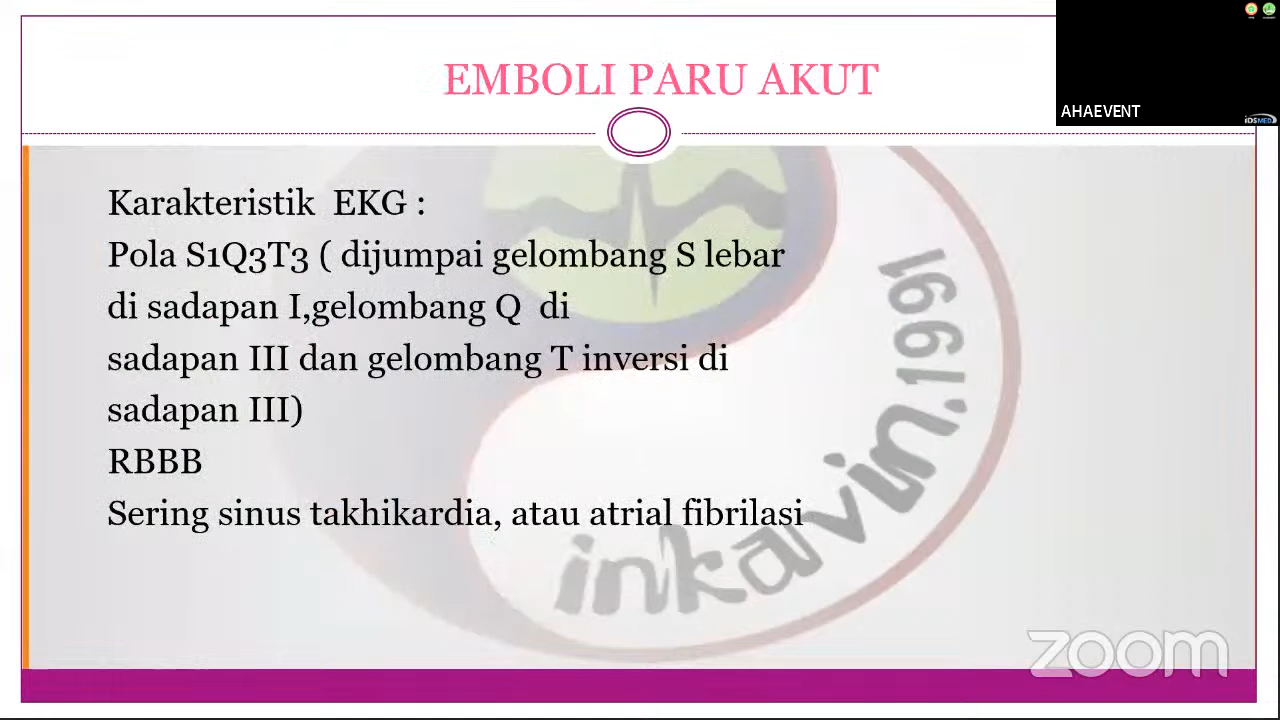 EMBOLI PARU AKUT
AHAEVENT
iDSMED
Karakteristik EKG :
Pola S1Q3T3 ( dijumpai gelombang S lebar
di sadapan I,gelombang Q di
sadapan III dan gelombang T inversi di
sadapan III)
RBBB
Sering sinus takhikardia, atau atrial fibrilasi
inkavin.1991
zoom